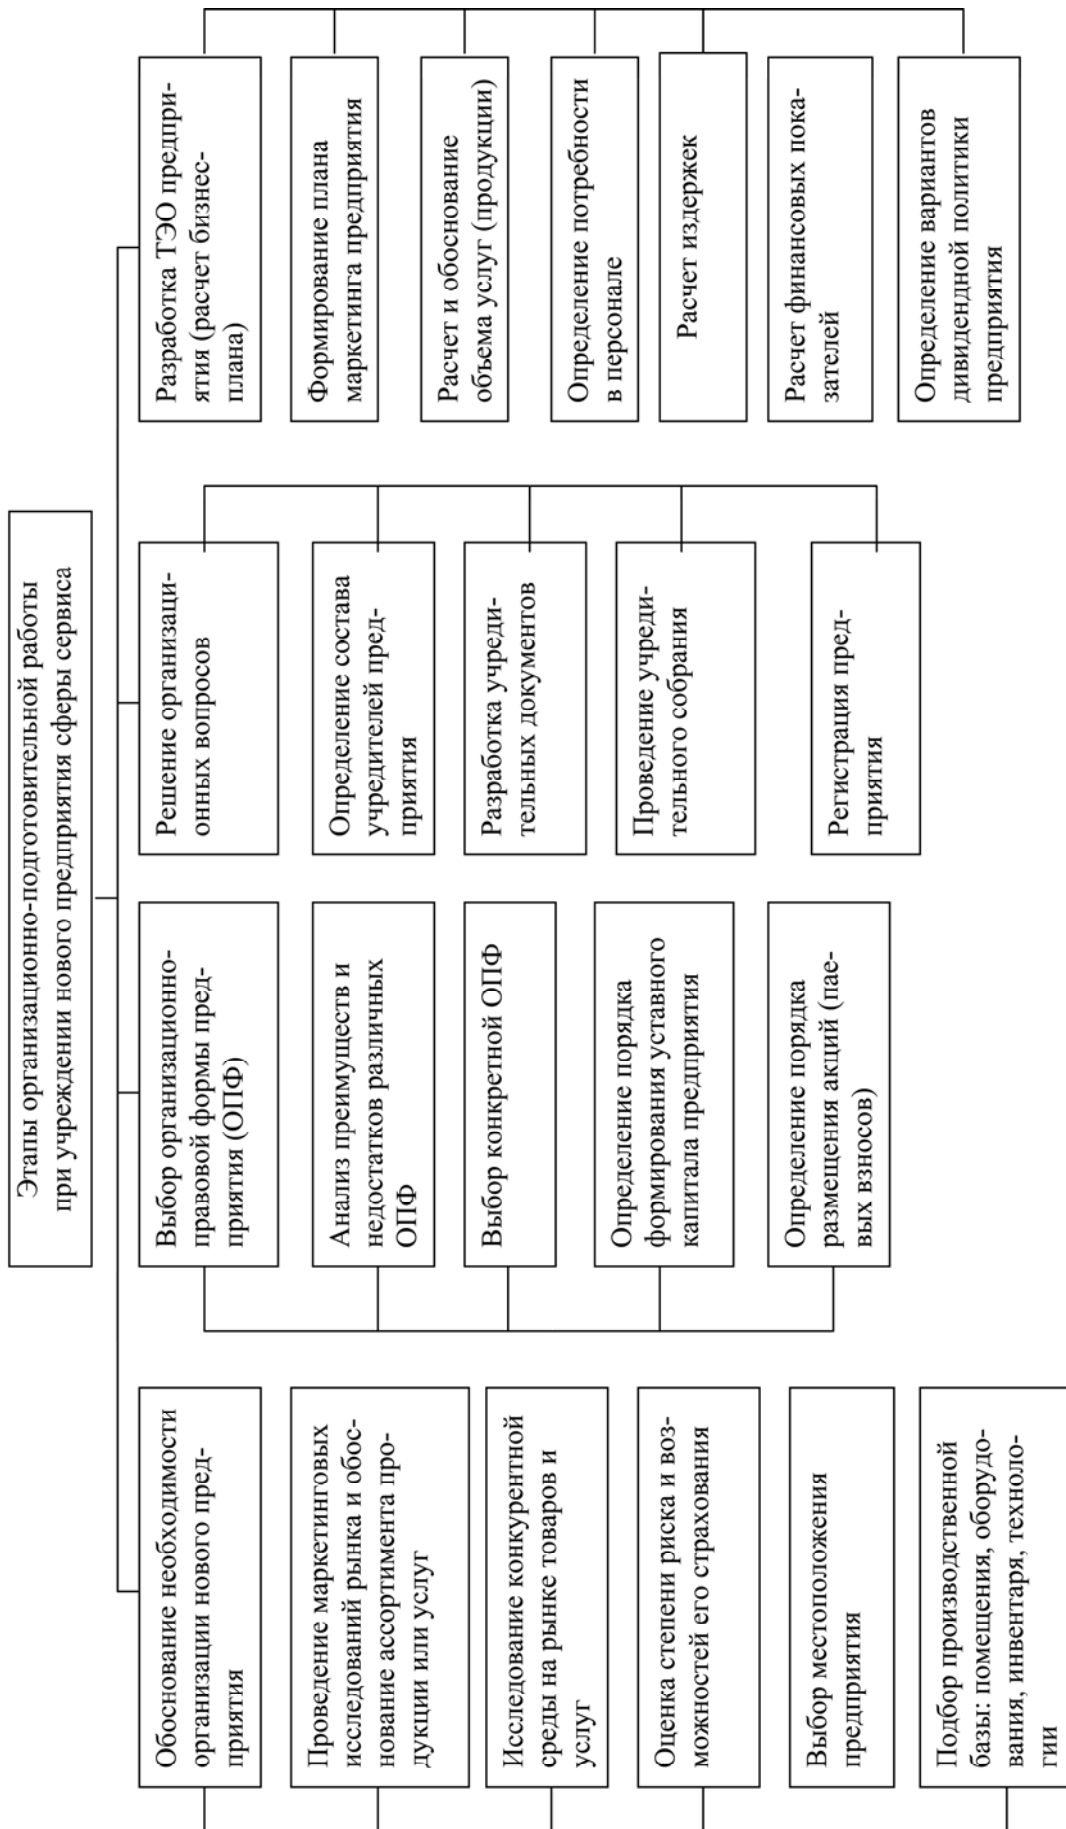 Этапы организационно-подготовительной работы
при учреждении нового предприятия сферы сервиса
Обоснование необходимости
организации нового пред-
приятия
Проведение маркетинговых
исследований рынка и обос-
нование ассортимента про-
дукции или услуг
Исследование конкурентной
среды на рынке товаров и
услуг
Оценка степени риска и воз-
можностей его страхования
Выбор местоположения
предприятия
Подбор производственной
базы: помещения, оборудо-
вания, инвентаря, техноло-
гии
Выбор организационно-
правовой формы пред-
приятия (ОПФ)
Анализ преимуществ и
недостатков различных
ОПФ
Выбор конкретной ОПФ
Определение порядка
формирования уставного
капитала предприятия
Определение порядка
размещения акций (пае-
вых взносов)
Решение организаци-
онных вопросов
Определение состава
учредителей пред-
приятия
Разработка учреди-
тельных документов
Проведение учреди-
тельного собрания
Регистрация пред-
приятия
Разработка ТЭО предпри-
ятия (расчет бизнес-
плана)
Формирование плана
маркетинга предприятия
Расчет и обоснование
объема услуг (продукции)
Определение потребности
в персонале
Расчет издержек
Расчет финансовых пока-
зателей
Определение вариантов
дивидендной политики
предприятия